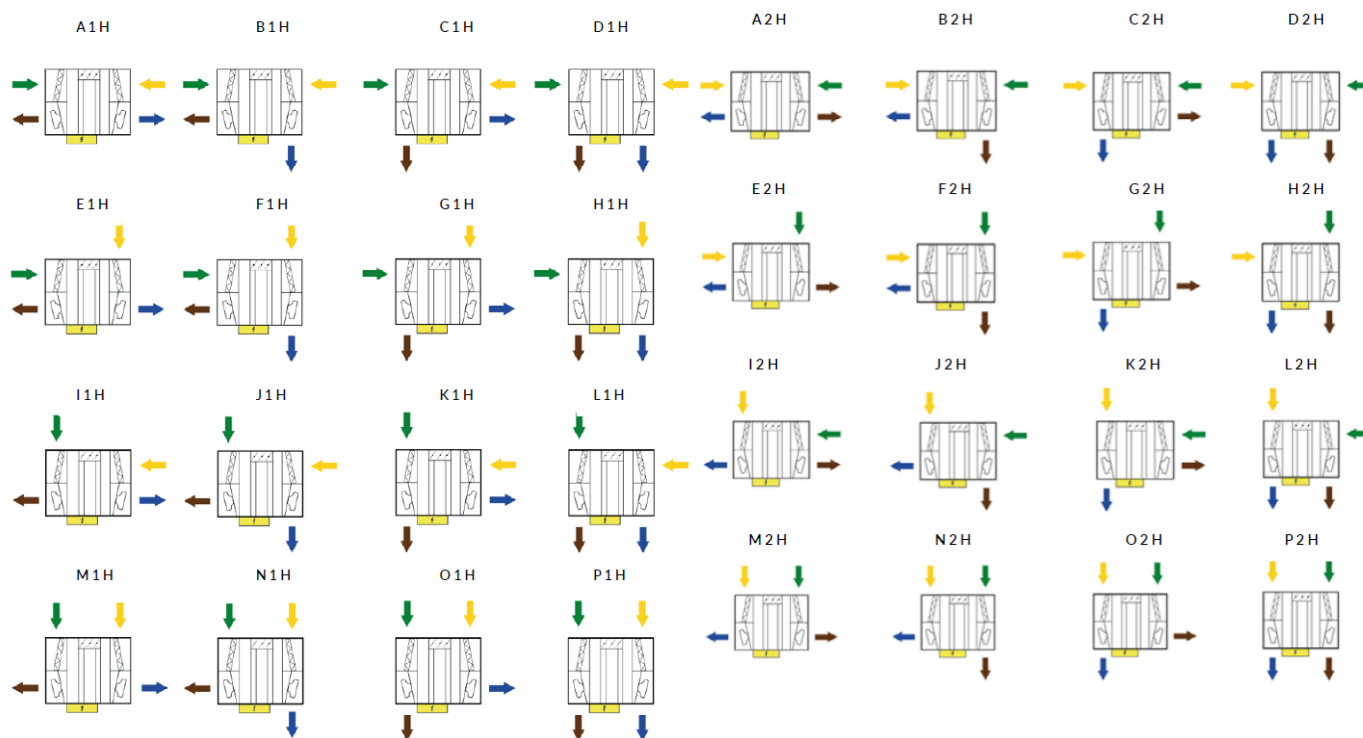 A1H B1H C1H D1H A2H B2H C2H D2H
E1H F1H G1H H1H E2H F2H G2H H2H
I1H J1H K1H L1H I2H J2H K2H L2H
M1H N1H O1H P1H M2H N2H O2H P2H